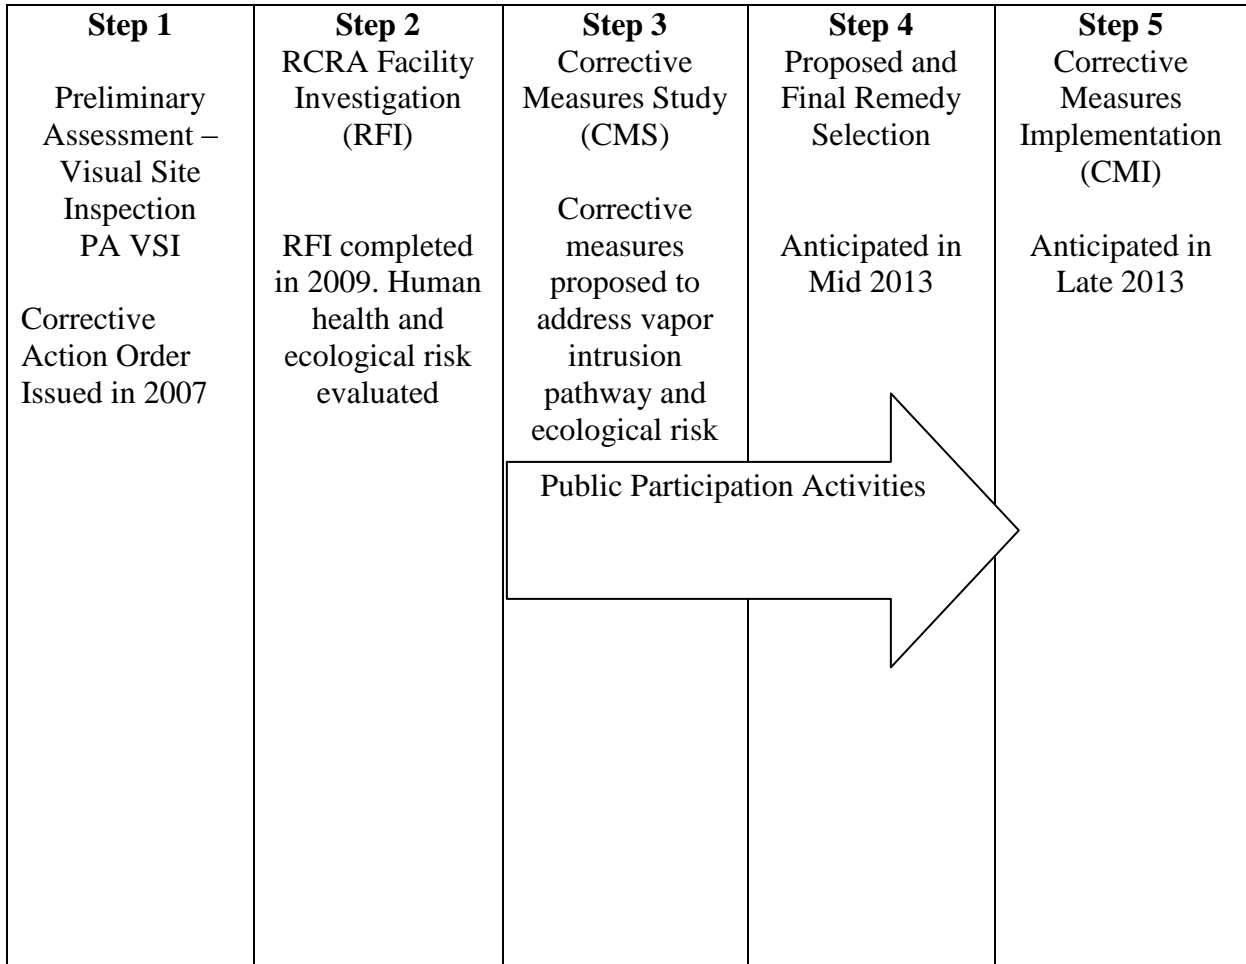 Step 1
Preliminary
Assessment –
Visual Site
Inspection
PA VSI
Corrective
Action Order
Issued in 2007
Step 2
RCRA Facility
Investigation
(RFI)
RFI completed
in 2009. Human
health and
ecological risk
evaluated
Step 3
Corrective
Measures Study
(CMS)
Corrective
measures
proposed to
address vapor
intrusion
pathway and
ecological risk
Step 4
Proposed and
Final Remedy
Selection
Anticipated in
Mid 2013
Step 5
Corrective
Measures
Implementation
(CMI)
Anticipated in
Late 2013
Public Participation Activities